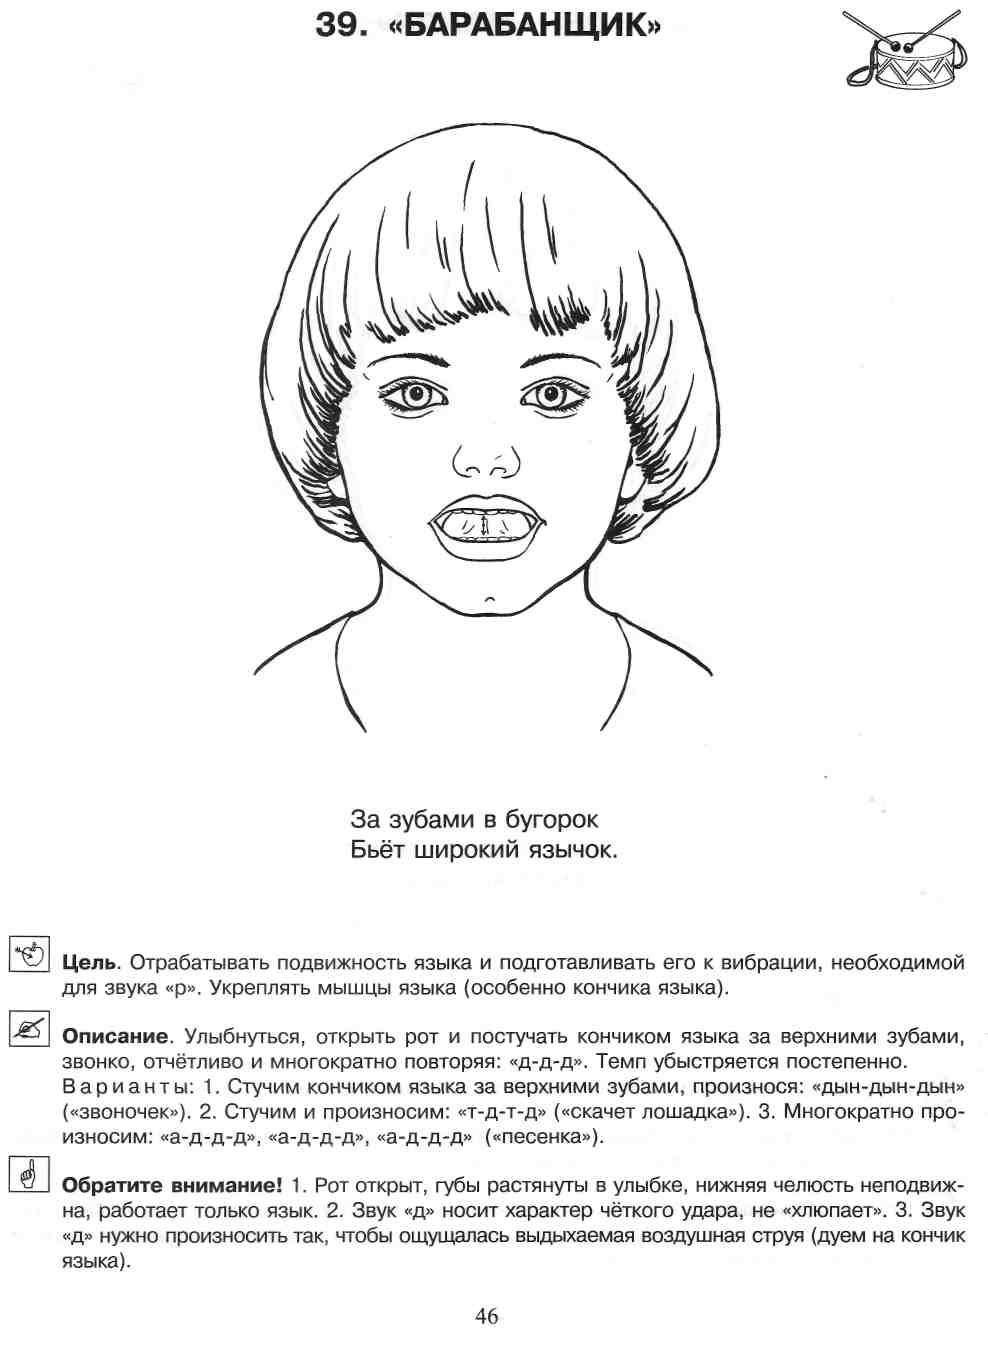 39. «БАРАБАНЩИК»
За зубами в бугорок
Бьёт широкий язычок.
Цель. Отрабатывать подвижность языка и подготавливать его к вибрации, необходимой
для звука «р». Укреплять мышцы языка (особенно кончика языка).
Описание. Улыбнуться, открыть рот и постучать кончиком языка за верхними зубами,
звонко, отчётливо и многократно повторяя: «д-д-д». Темп убыстряется постепенно.
Варианты: 1. Стучим кончиком языка за верхними зубами, произнося: «дын-дын-дын»
(«звоночек»). 2. Стучим и произносим: «т-д-т-д» («скачет лошадка»). 3. Многократно про-
износим: «а-д-д-д», «а-д-д-д», «а-д-д-д» («песенка»).
Обратите внимание! 1. Рот открыт, губы растянуты в улыбке, нижняя челюсть неподвиж-
на, работает только язык. 2. Звук «д» носит характер чёткого удара, не «хлюпает». 3. Звук
«д» нужно произносить так, чтобы ощущалась выдыхаемая воздушная струя (дуем на кончик
языка).
46